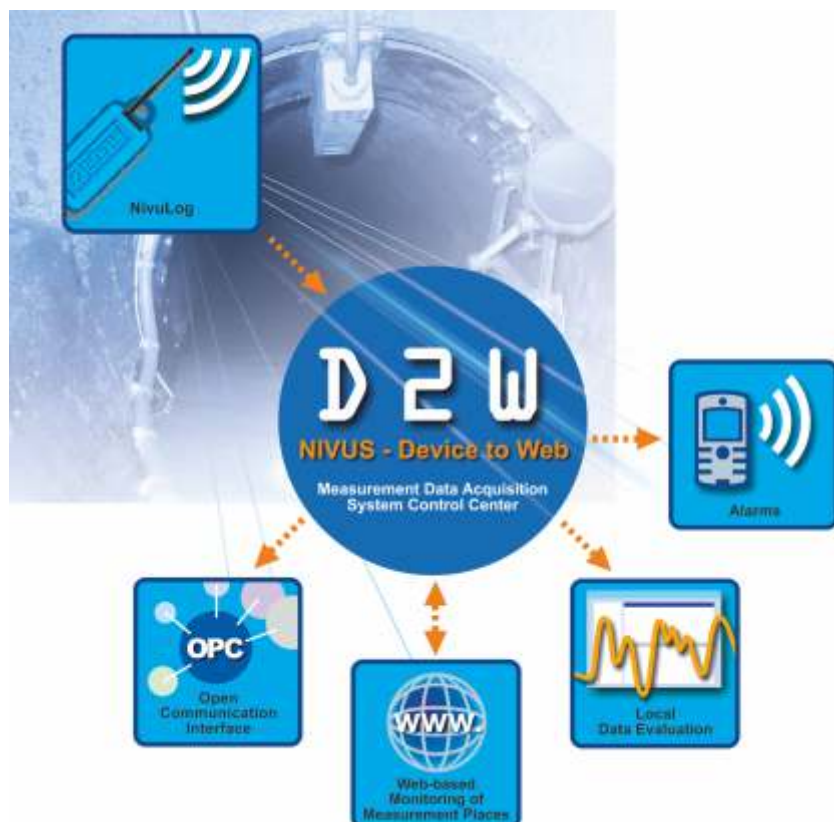 NivuLog
D2W
NIVUS - Device to Web
Measurement Data Acquisition
System Control Center
Alarms
OPC
Open
Communication
Interface
www.
Web-based
Monitoring of
Measurement Places
Local
Data Evaluation